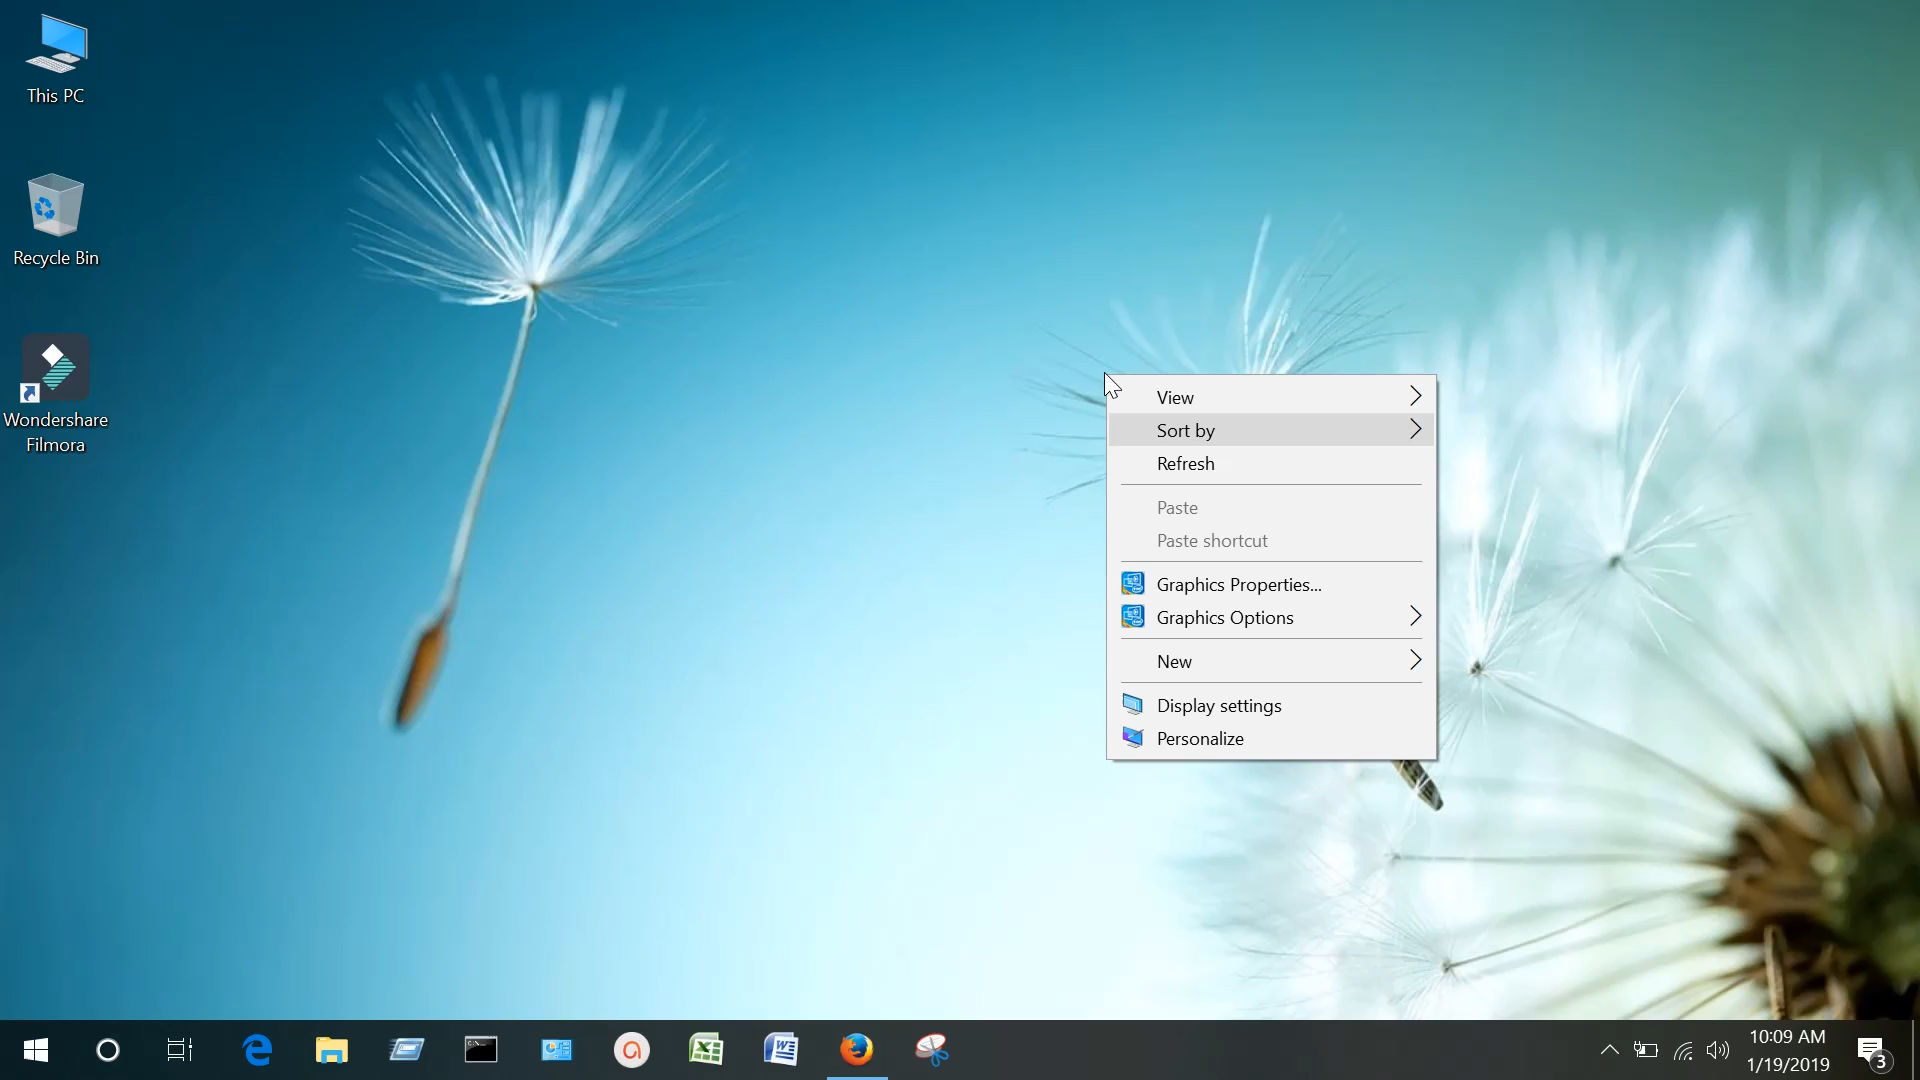 This PC
Recycle Bin
Wondershare
Filmora
View
Sort by
Refresh
Paste
Paste shortcut
Graphics Properties...
Graphics Options
New
Display settings
Personalize
10:09 AM
1/19/2019
3